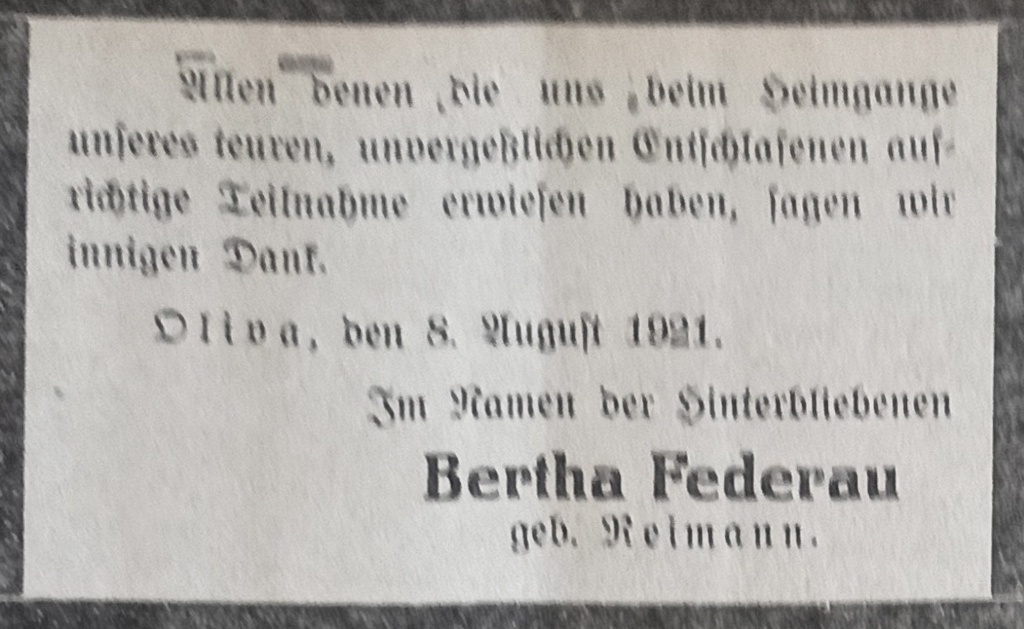 Allen denen, die uns beim Heimgange
unseres teuren, unvergeßlichen Entschlafenen auf-
richtige Teilnahme erwiesen haben, sagen wir
innigen Dank.
Oliva, den 8. August 1921.
Im Namen der Hinterbliebenen
Bertha Federau
geb. Reimann.